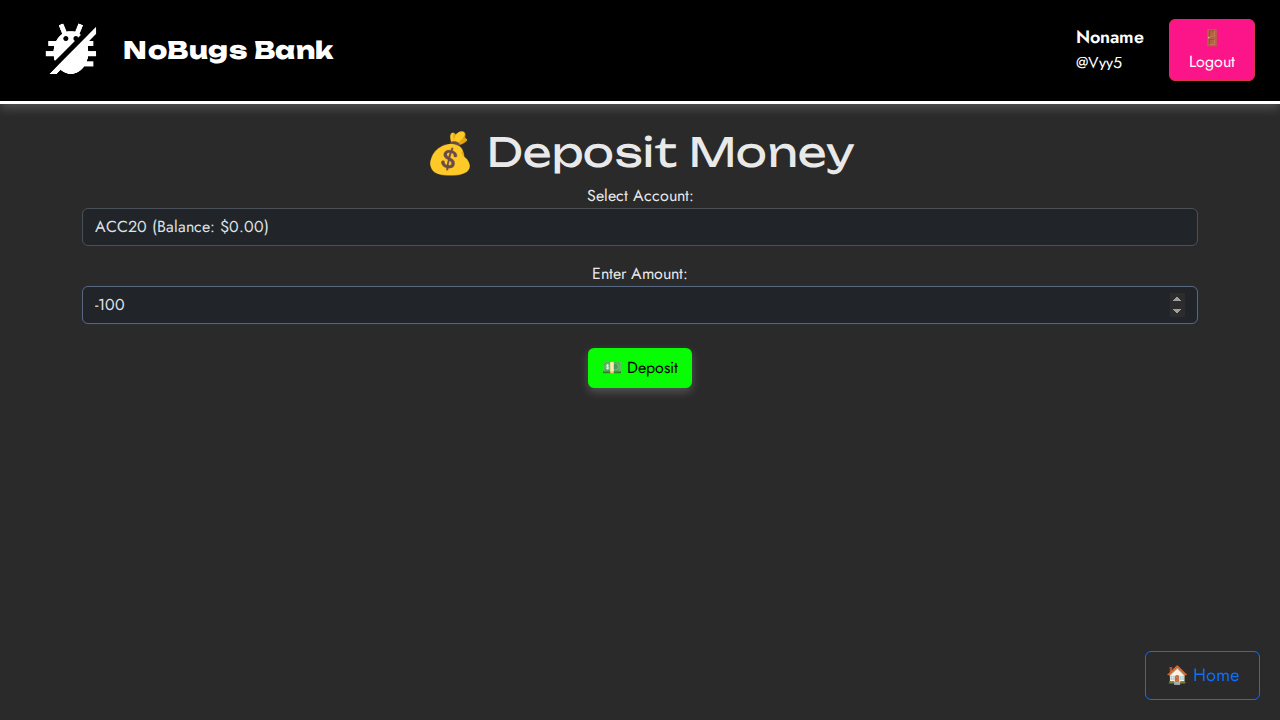 NoBugs Bank
Noname
@Vyy5
🚪
Logout
💰 Deposit Money
Select Account:
ACC20 (Balance: $0.00)
Enter Amount:
-100
💵 Deposit
🏠 Home